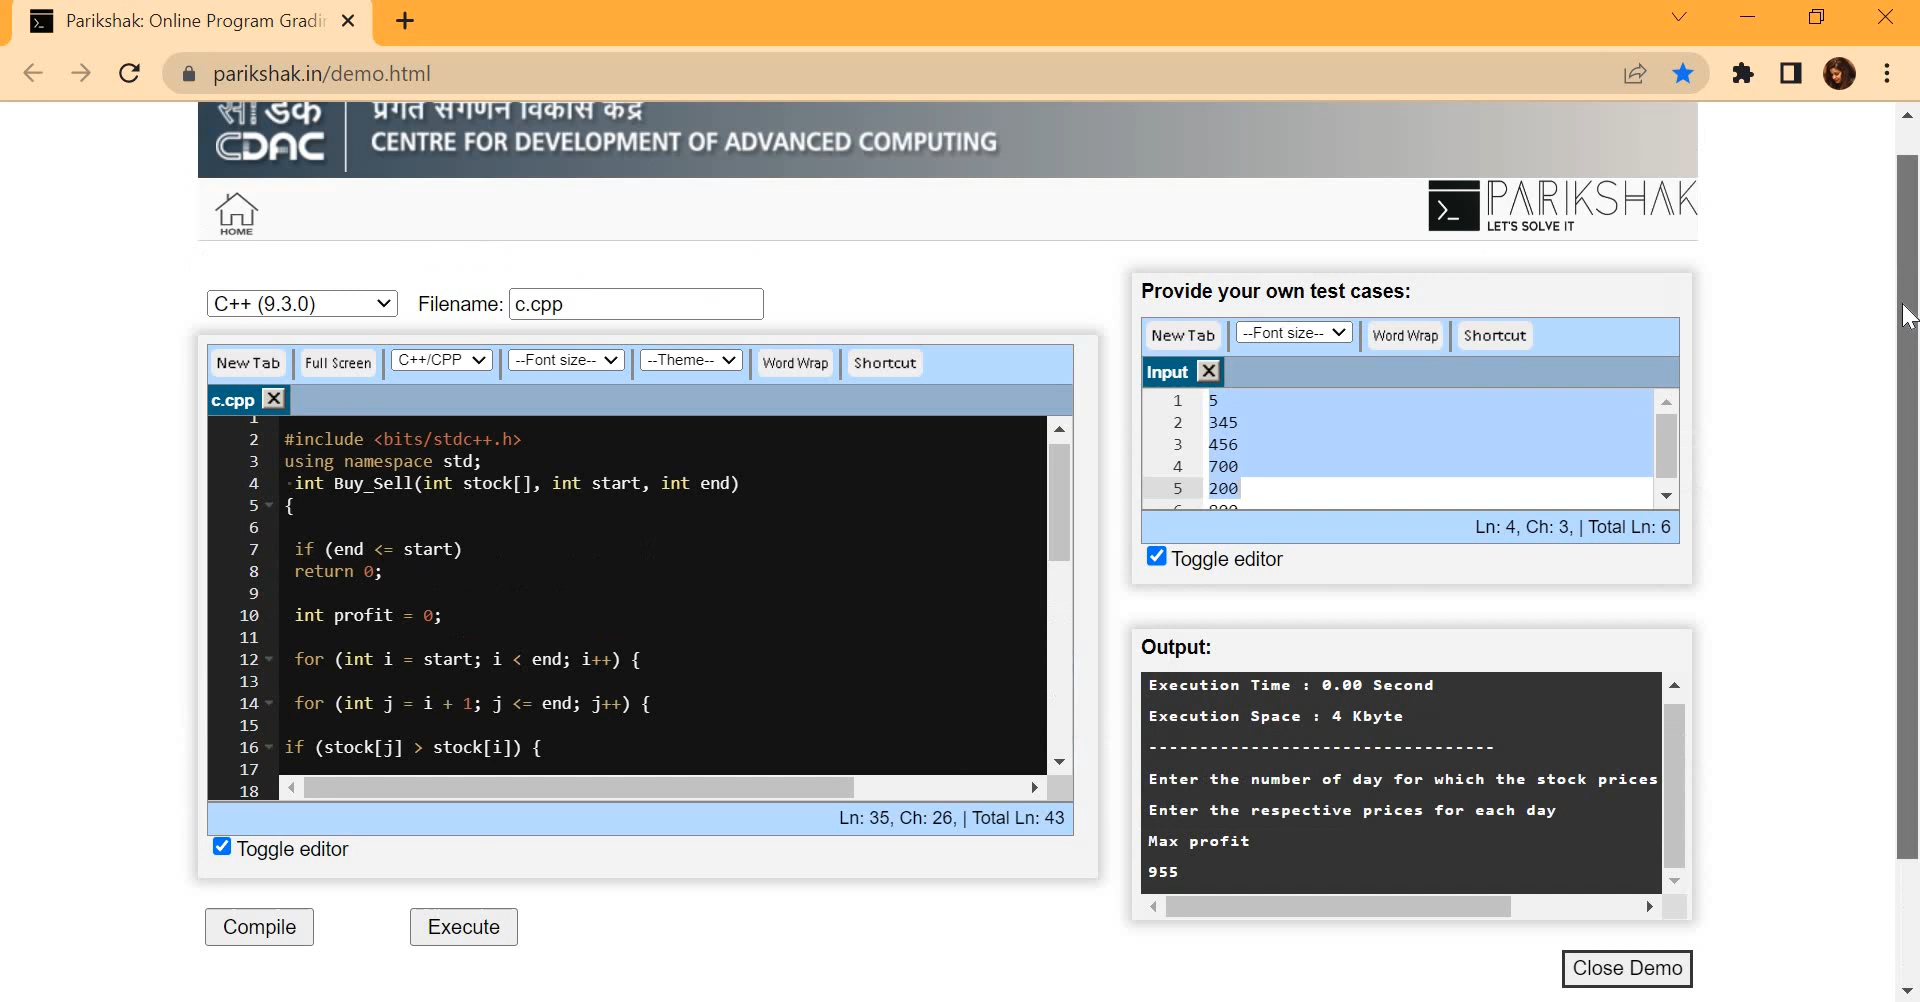 Parikshak: Online Program Gradin
parikshak.in/demo.html
सी डैक
प्रगत संगणन विकास केंद्र
CDAC
CENTRE FOR DEVELOPMENT OF ADVANCED COMPUTING
HOME
PARIKSHAK
LET'S SOLVE IT
C++ (9.3.0)
Filename:
c.cpp
New Tab
Full Screen
C++/CPP
--Font size--
--Theme--
Word Wrap
Shortcut
c.cpp
1
2 #include <bits/stdc++.h>
3 using namespace std;
4 int Buy_Sell(int stock[], int start, int end)
5 {
6
7 if (end <= start)
8 return 0;
9
10 int profit = 0;
11
12 for (int i = start; i < end; i++) {
13
14 for (int j = i + 1; j <= end; j++) {
15
16 if (stock[j] > stock[i]) {
17
18
Ln: 35, Ch: 26, | Total Ln: 43
Toggle editor
Compile
Execute
Provide your own test cases:
New Tab
--Font size--
Word Wrap
Shortcut
Input
1 5
2 345
3 456
4 700
5 200
6 800
Ln: 4, Ch: 3, | Total Ln: 6
Toggle editor
Output:
Execution Time : 0.00 Second
Execution Space : 4 Kbyte
----------------------------------
Enter the number of day for which the stock prices
Enter the respective prices for each day
Max profit
955
Close Demo